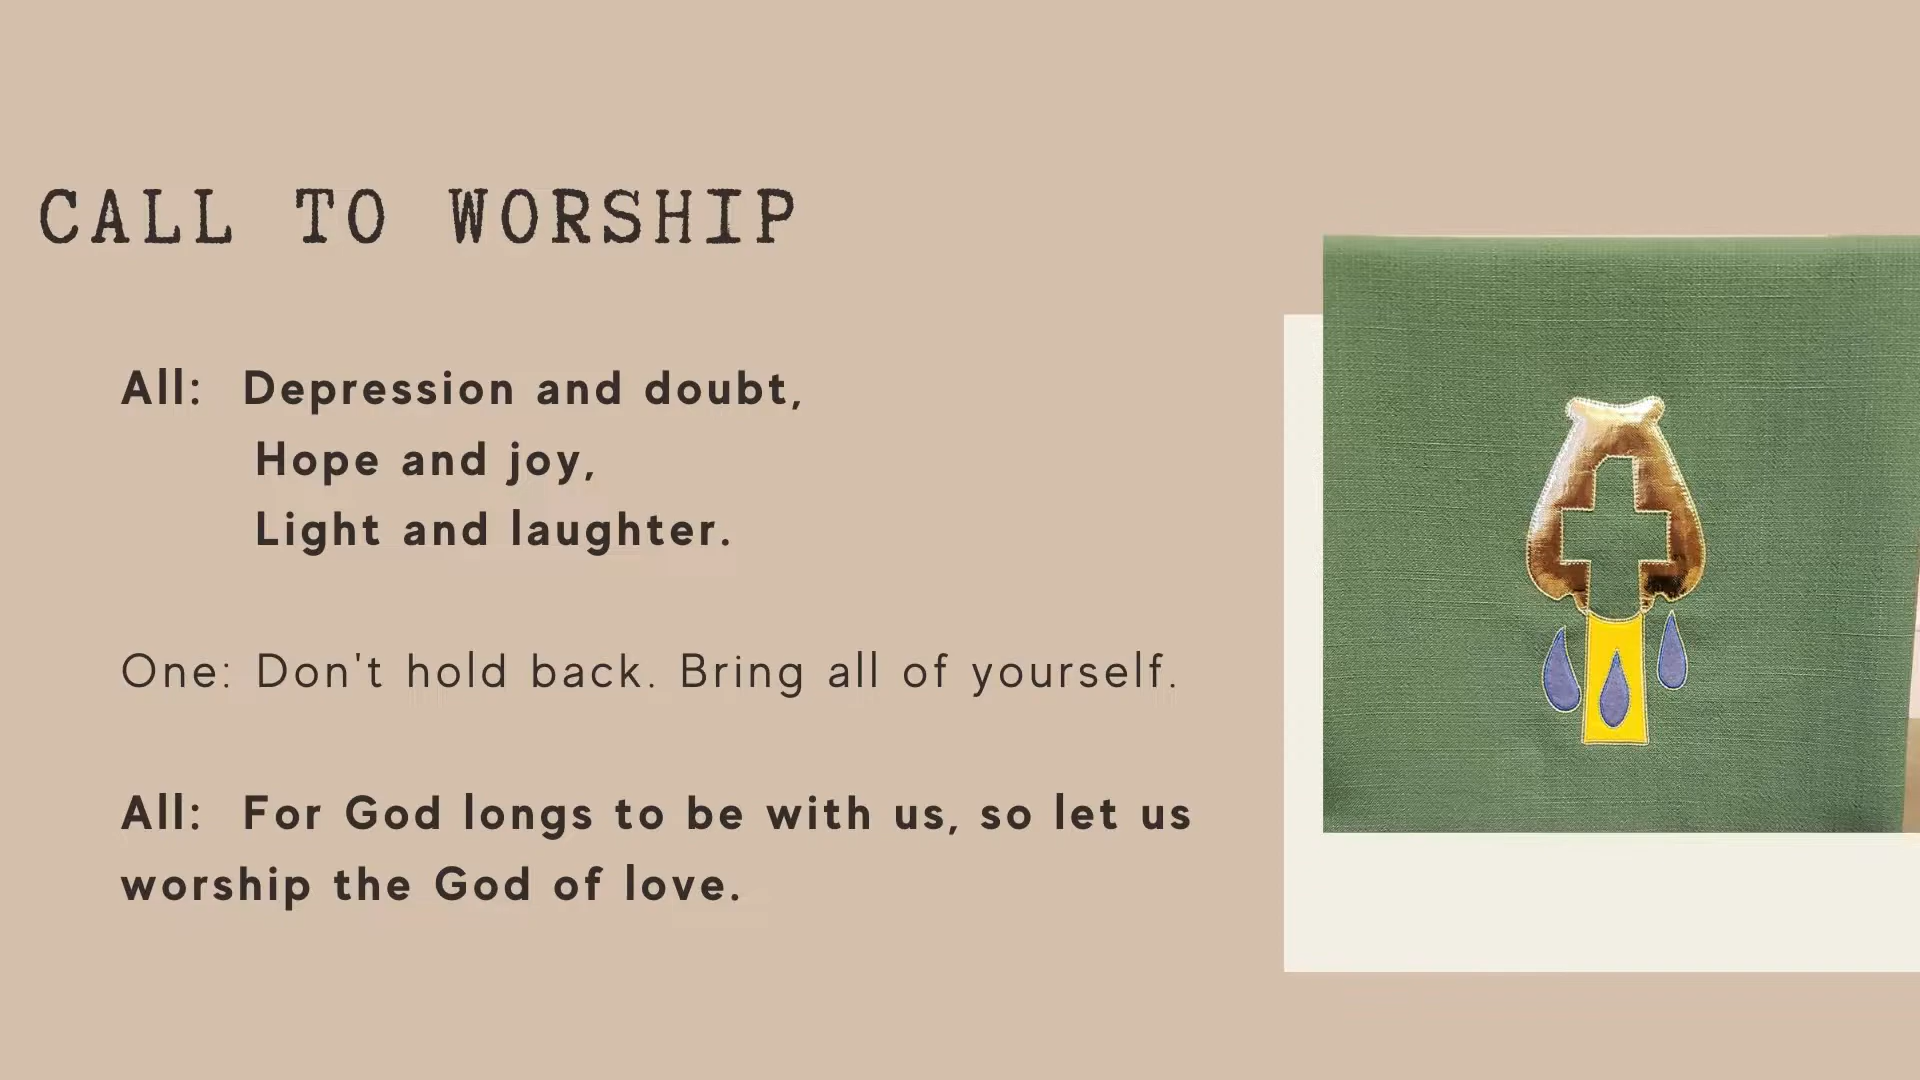 CALL TO WORSHIP
All: Depression and doubt,
Hope and joy,
Light and laughter.
One: Don't hold back. Bring all of yourself.
All: For God longs to be with us, so let us
worship the God of love.